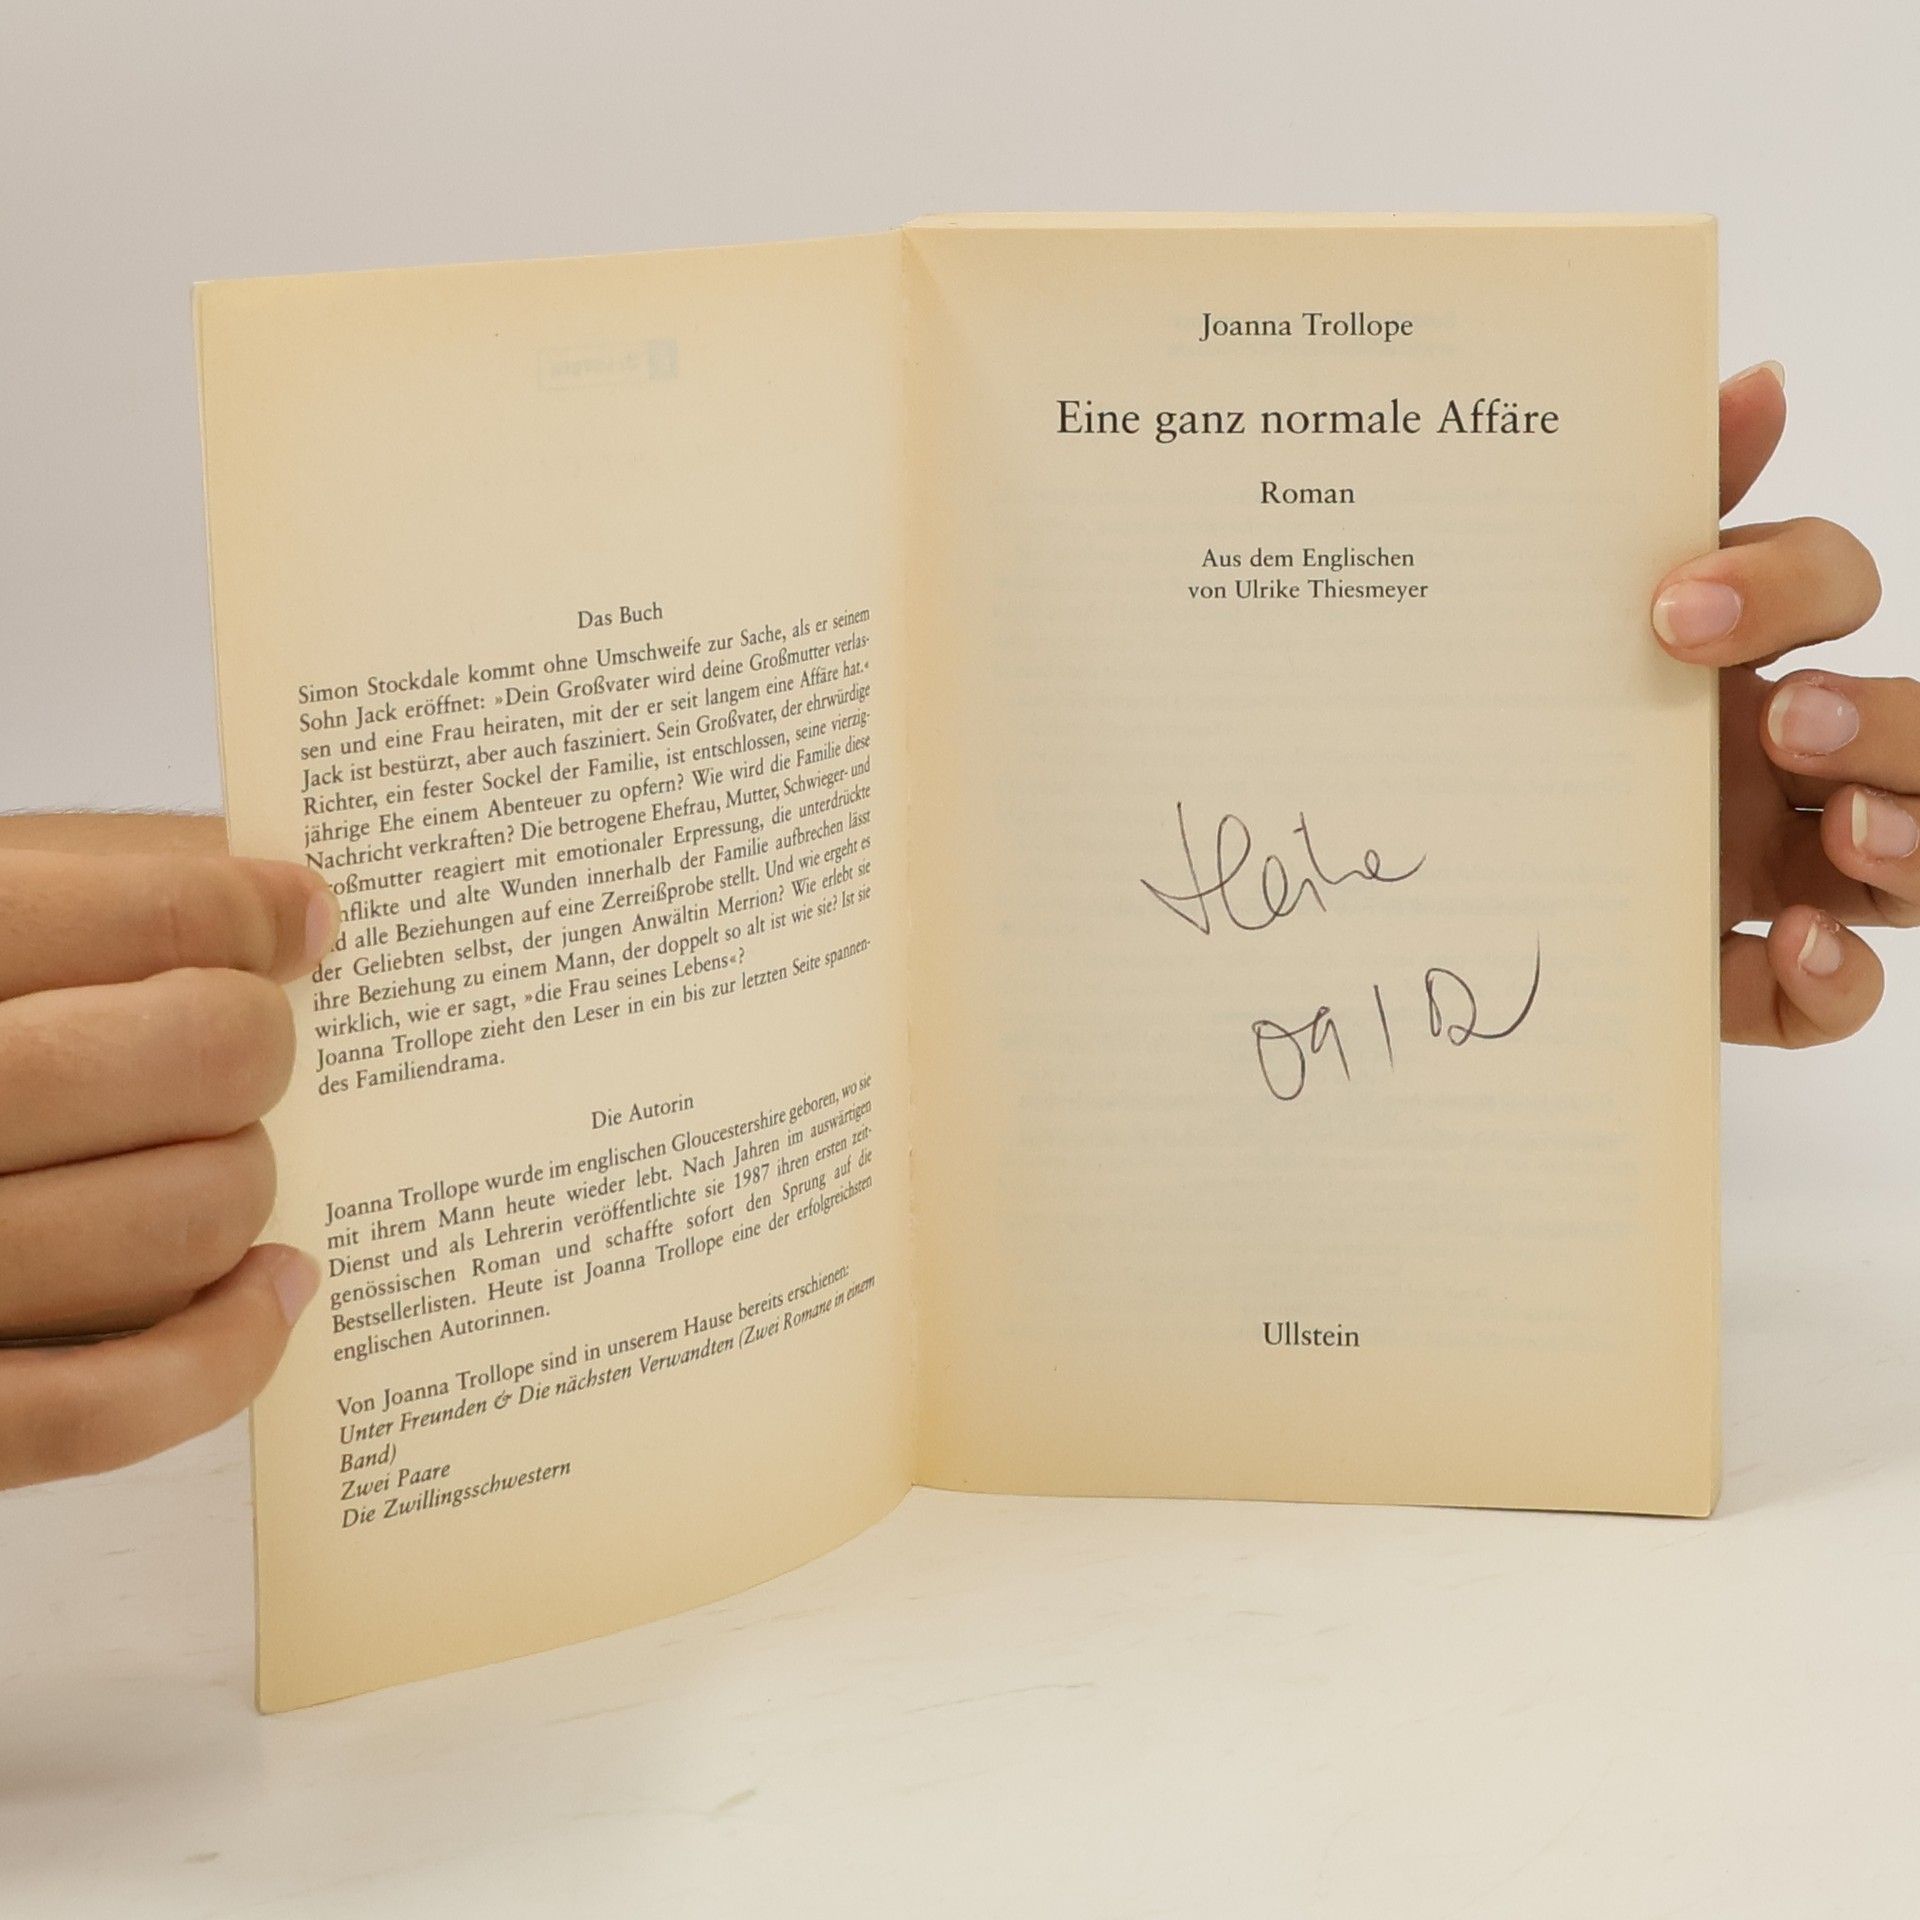 Das Buch
Simon Stockdale kommt ohne Umschweife zur Sache, als er seinem
Sohn Jack eröffnet: »Dein Großvater wird deine Großmutter verlas-
sen und eine Frau heiraten, mit der er seit langem eine Affäre hat.«
Jack ist bestürzt, aber auch fasziniert. Sein Großvater, der ehrwürdige
Richter, ein fester Sockel der Familie, ist entschlossen, seine vierzig-
jährige Ehe einem Abenteuer zu opfern? Wie wird die Familie diese
Nachricht verkraften? Die betrogene Ehefrau, Mutter, Schwieger- und
oßmutter reagiert mit emotionaler Erpressung, die unterdrückte
nflikte und alte Wunden innerhalb der Familie aufbrechen lässt
d alle Beziehungen auf eine Zerreißprobe stellt. Und wie ergeht es
der Geliebten selbst, der jungen Anwältin Merrion? Wie erlebt sie
ihre Beziehung zu einem Mann, der doppelt so alt ist wie sie? Ist sie
wirklich, wie er sagt, »die Frau seines Lebens«?
Joanna Trollope zieht den Leser in ein bis zur letzten Seite spannen-
des Familiendrama.
Die Autorin
Joanna Trollope wurde im englischen Gloucestershire geboren, wo sie
mit ihrem Mann heute wieder lebt. Nach Jahren im auswärtigen
Dienst und als Lehrerin veröffentlichte sie 1987 ihren ersten zeit-
genössischen Roman und schaffte sofort den Sprung auf die
Bestsellerlisten. Heute ist Joanna Trollope eine der erfolgreichsten
englischen Autorinnen.
Von Joanna Trollope sind in unserem Hause bereits erschienen:
Unter Freunden & Die nächsten Verwandten (Zwei Romane in einem
Band)
Zwei Paare
Die Zwillingsschwestern
Joanna Trollope
Eine ganz normale Affäre
Roman
Aus dem Englischen
von Ulrike Thiesmeyer
Heike
09/02
Ullstein